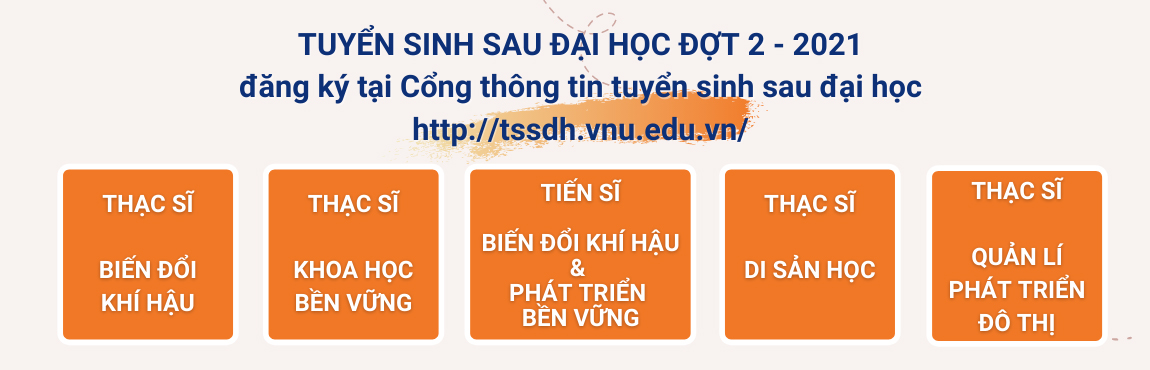 TUYỂN SINH SAU ĐẠI HỌC ĐỢT 2 - 2021
đăng ký tại Cổng thông tin tuyển sinh sau đại học
http://tssdh.vnu.edu.vn/
THẠC SĨ
BIẾN ĐỔI
KHÍ HẬU
THẠC SĨ
KHOA HỌC
BỀN VỮNG
TIẾN SĨ
BIẾN ĐỔI KHÍ HẬU
&
PHÁT TRIỂN
BỀN VỮNG
THẠC SĨ
DI SẢN HỌC
THẠC SĨ
QUẢN LÍ
PHÁT TRIỂN
ĐÔ THỊ